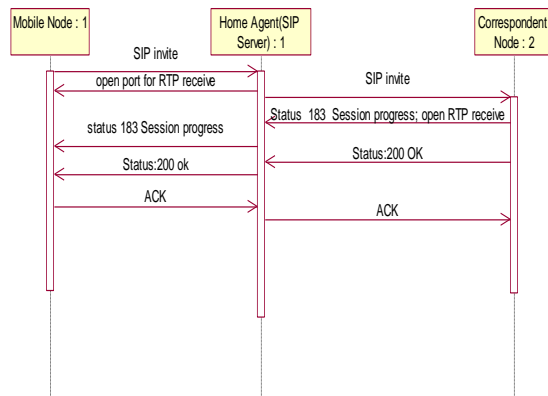 Mobile Node : 1
Home Agent(SIP
Server) : 1
Correspondent
Node : 2
SIP invite
open port for RTP receive
SIP invite
Status 183 Session progress; open RTP receive
status 183 Session progress
Status:200 OK
Status:200 ok
ACK
ACK